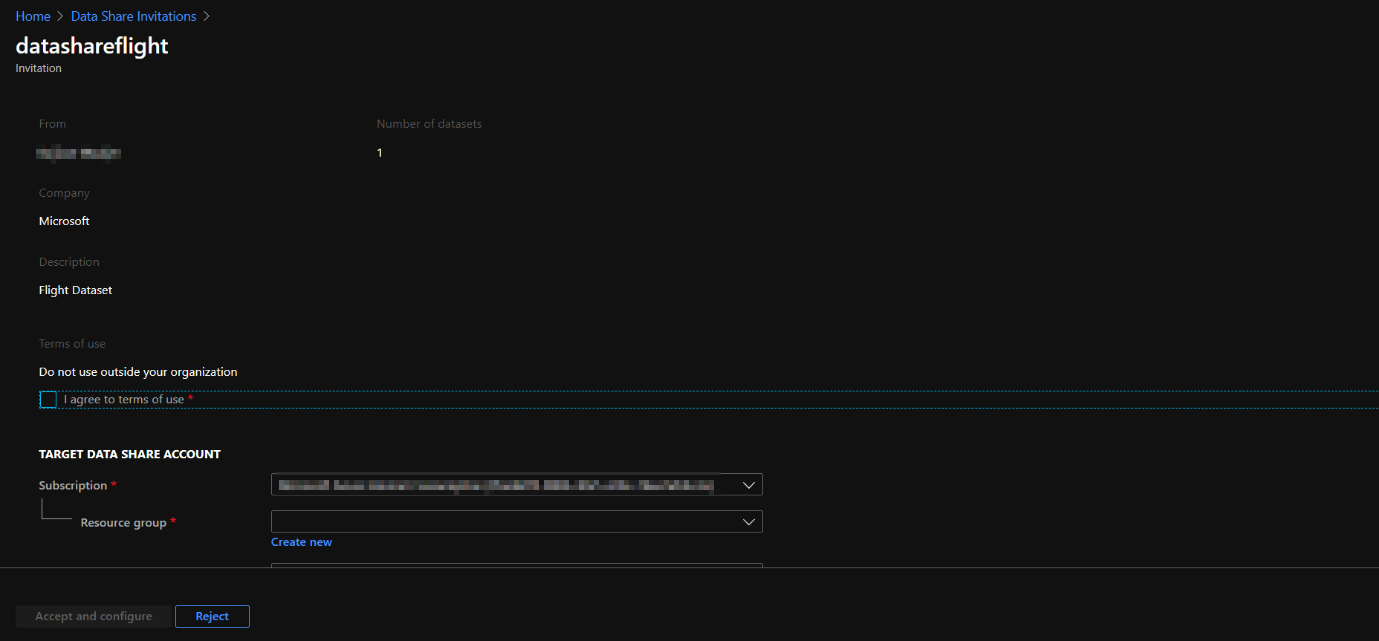 Home > Data Share Invitations >
datashareflight
Invitation
From
Number of datasets
1
Company
Microsoft
Description
Flight Dataset
Terms of use
Do not use outside your organization
I agree to terms of use *
TARGET DATA SHARE ACCOUNT
Subscription *
Resource group *
Create new
Accept and configure
Reject